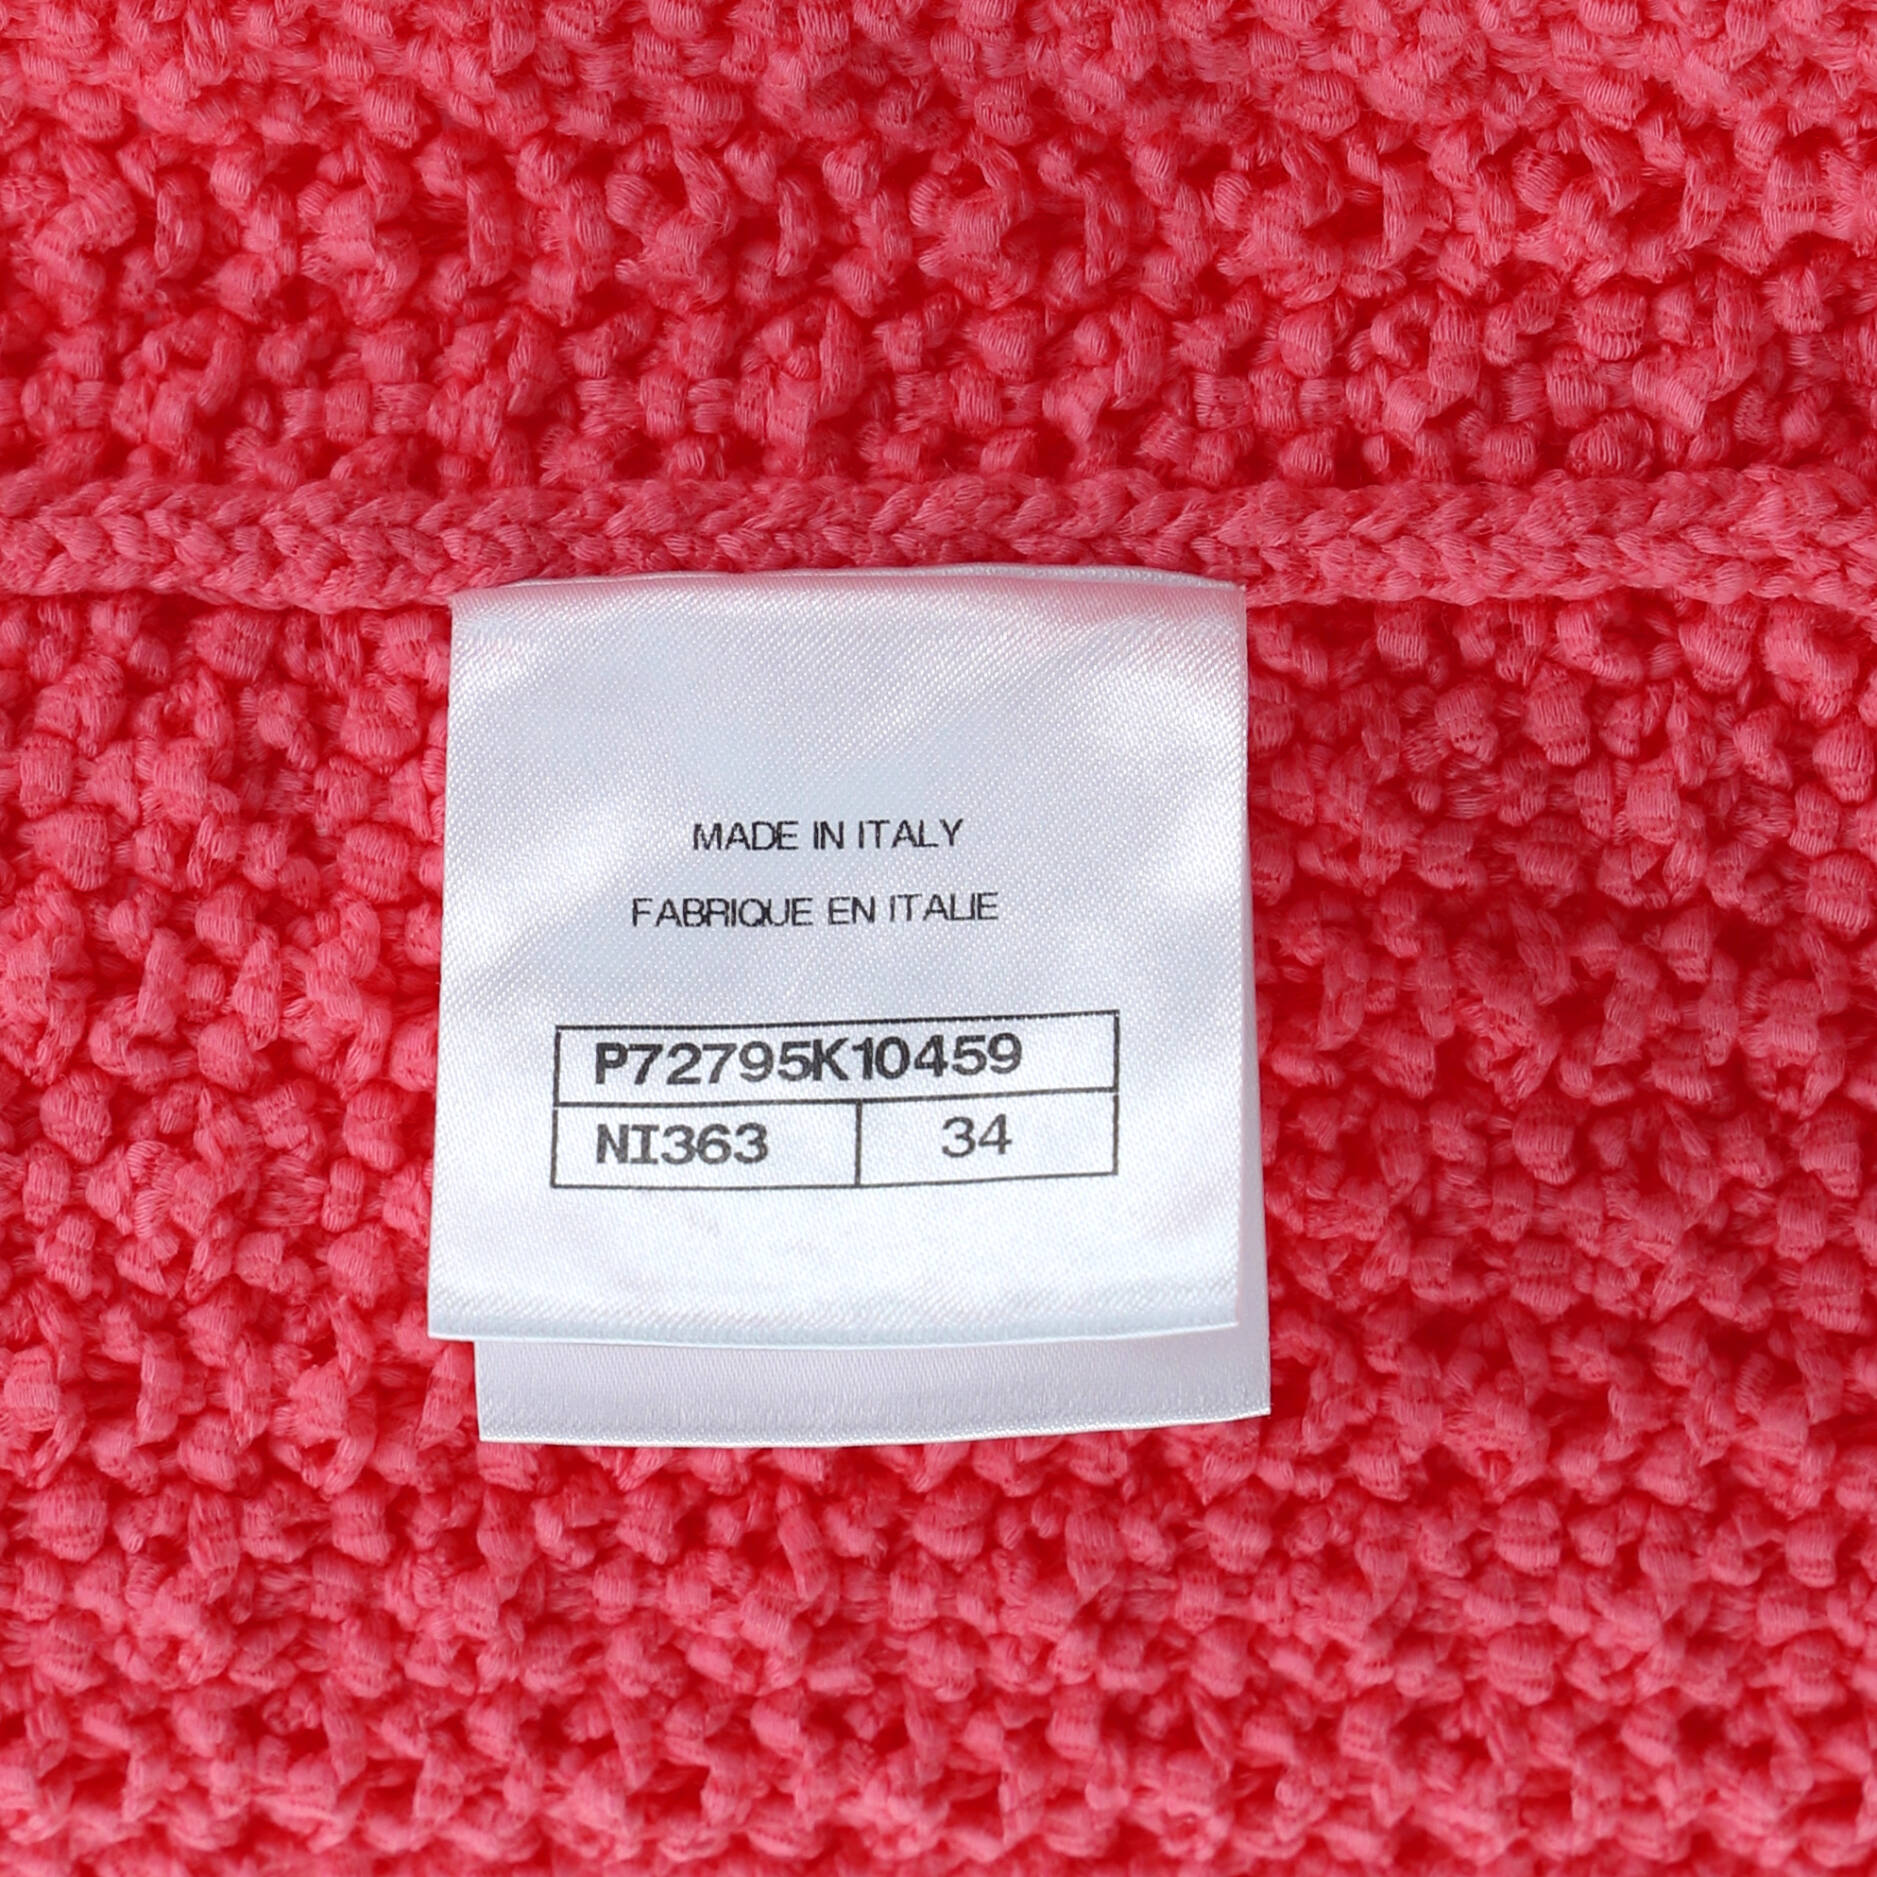 MADE IN ITALY
FABRIQUE EN ITALIE
P72795K10459
NI363 34